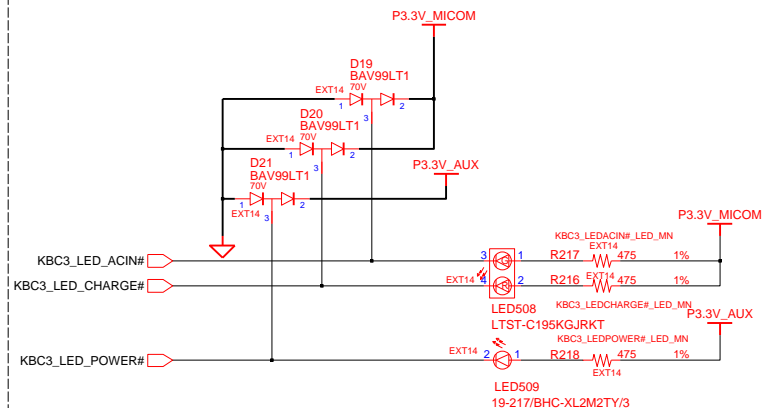 P3.3V_MICOM
D19
BAV99LT1
EXT14 70V
1 2
3
D20
BAV99LT1
EXT14 70V
1 2
3
D21
BAV99LT1
70V
P3.3V_AUX
1 2
EXT14 3
P3.3V_MICOM
KBC3_LEDACIN#_LED_MN
EXT14
KBC3_LED_ACIN# 3 G 1 R217 475 1%
EXT14
KBC3_LED_CHARGE# EXT14 4 R 2 R216 475 1%
KBC3_LEDCHARGE#_LED_MN
LED508
LTST-C195KGJRKT
P3.3V_AUX
KBC3_LEDPOWER#_LED_MN
KBC3_LED_POWER# EXT14 2 1 R218 475 1%
EXT14
LED509
19-217/BHC-XL2M2TY/3